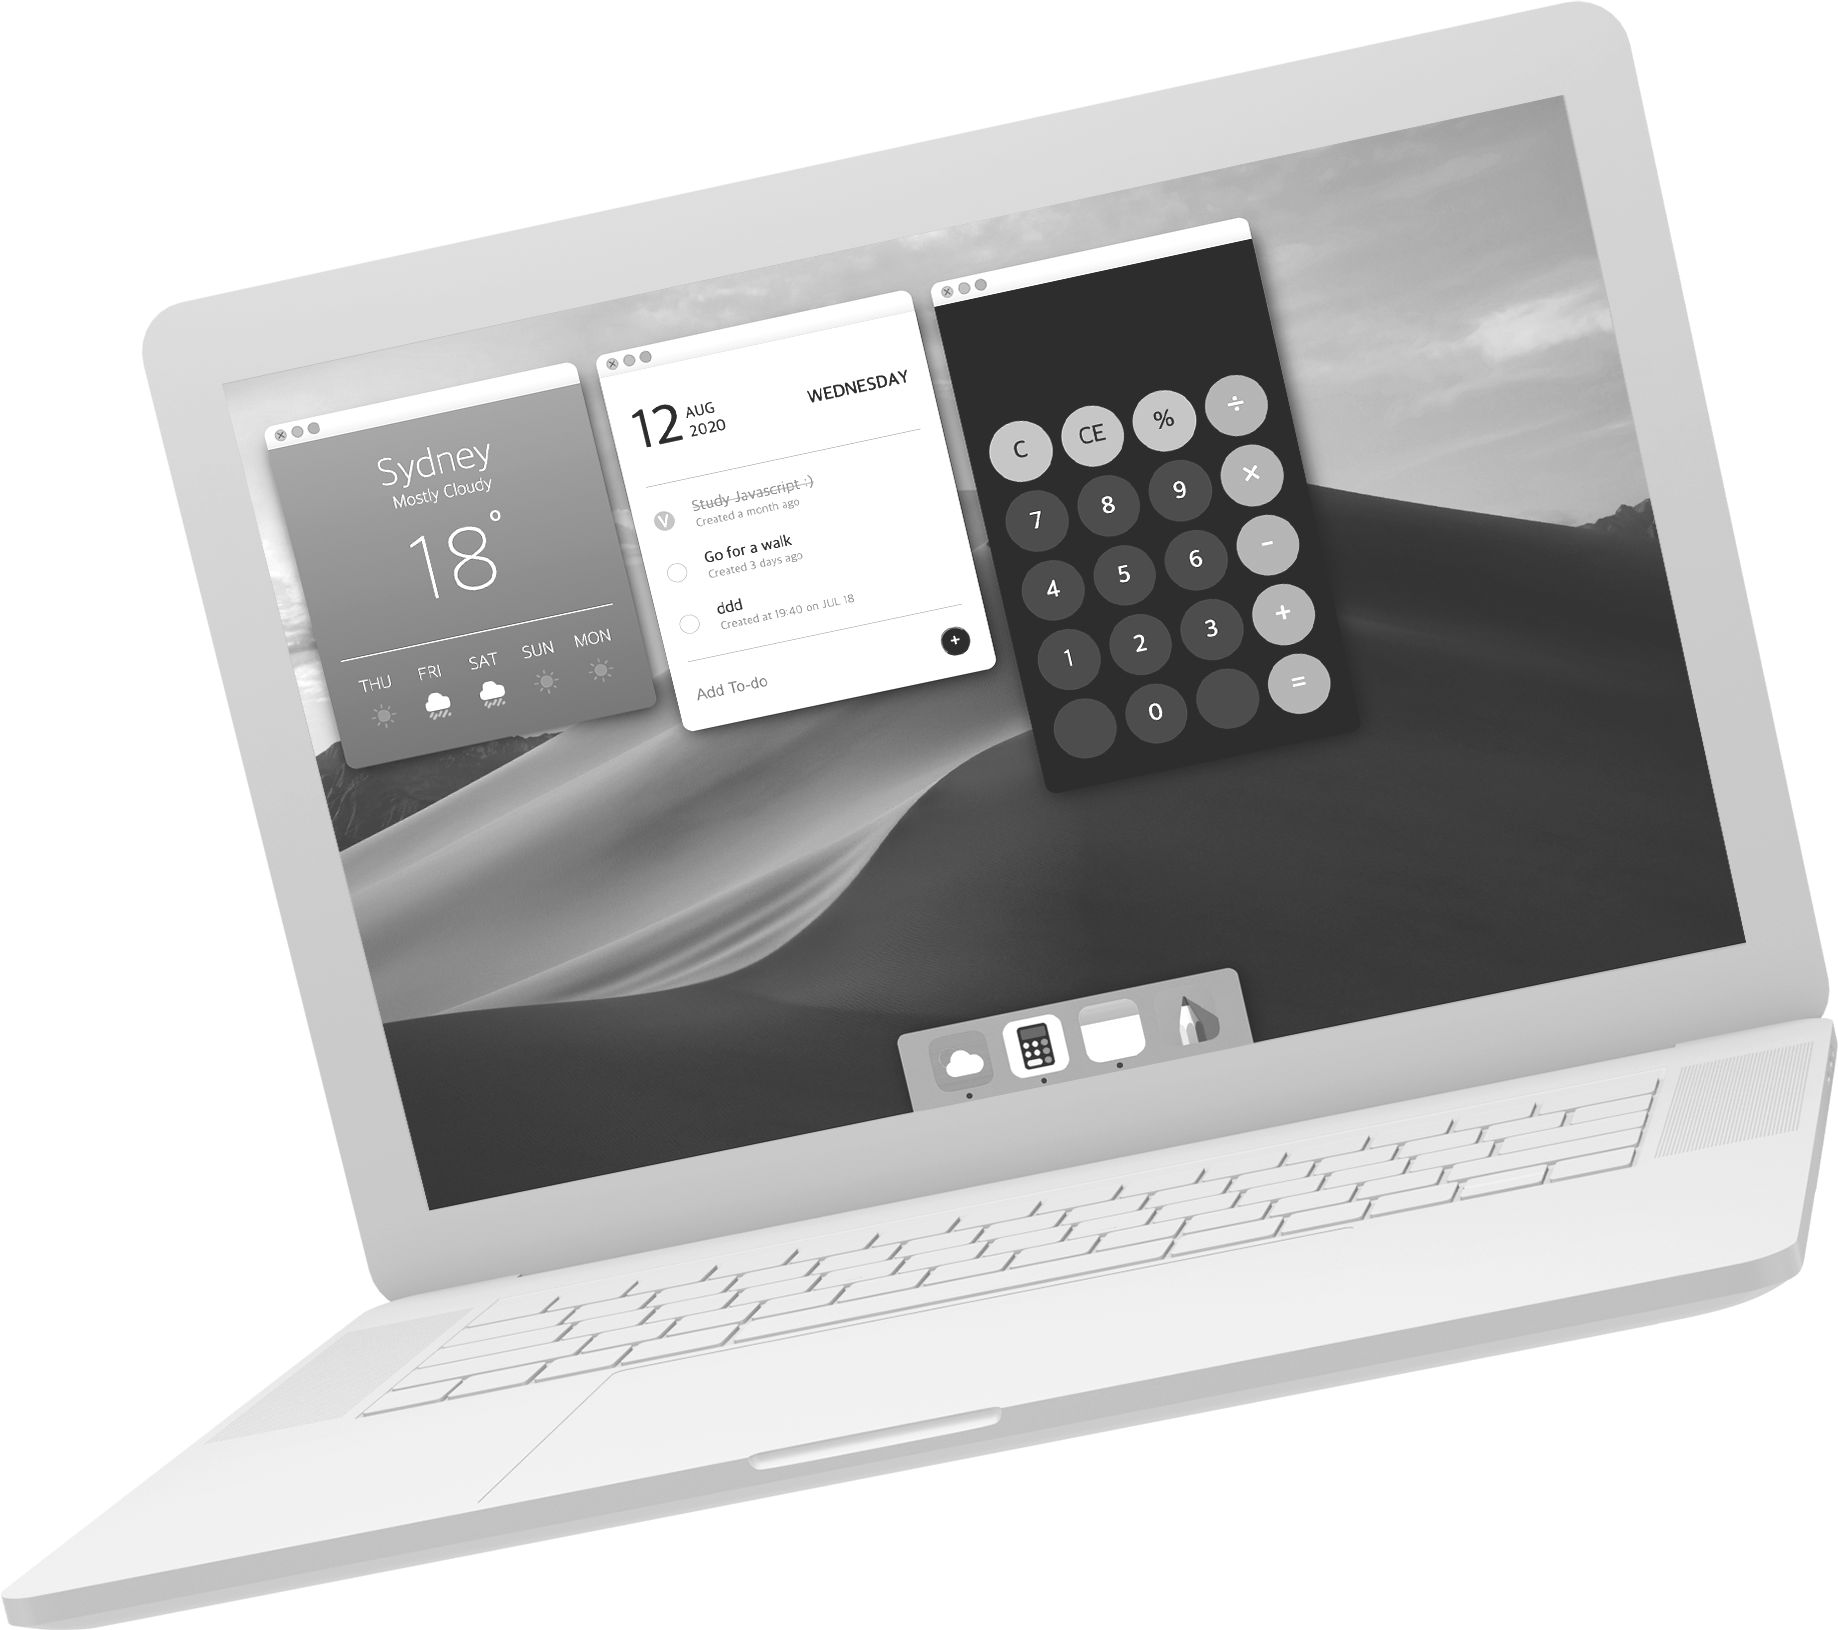 Sydney
Mostly Cloudy
18°
THU FRI SAT SUN MON
12 AUG
2020
WEDNESDAY
V
Study Javascript :)
Created a month ago
Go for a walk
Created 3 days ago
ddd
Created at 19:40 on JUL 18
+
Add To-do
C CE % ÷
7 8 9 ×
4 5 6 −
1 2 3 +
0 =